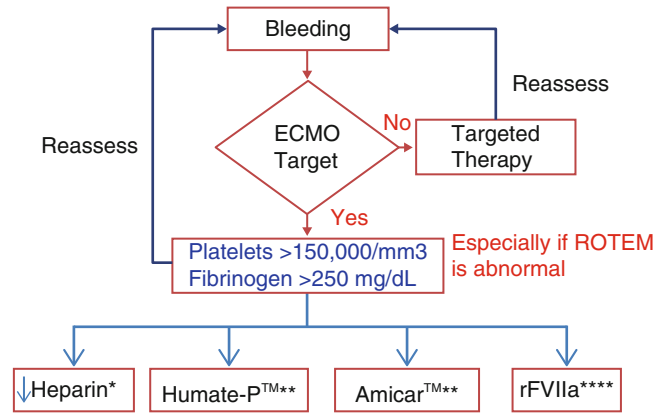 Bleeding
Reassess
ECMO
Target
No
Targeted
Therapy
Reassess
Yes
Platelets >150,000/mm3
Fibrinogen >250 mg/dL
Especially if ROTEM
is abnormal
↓Heparin*
Humate-P™**
Amicar™**
rFVIIa****